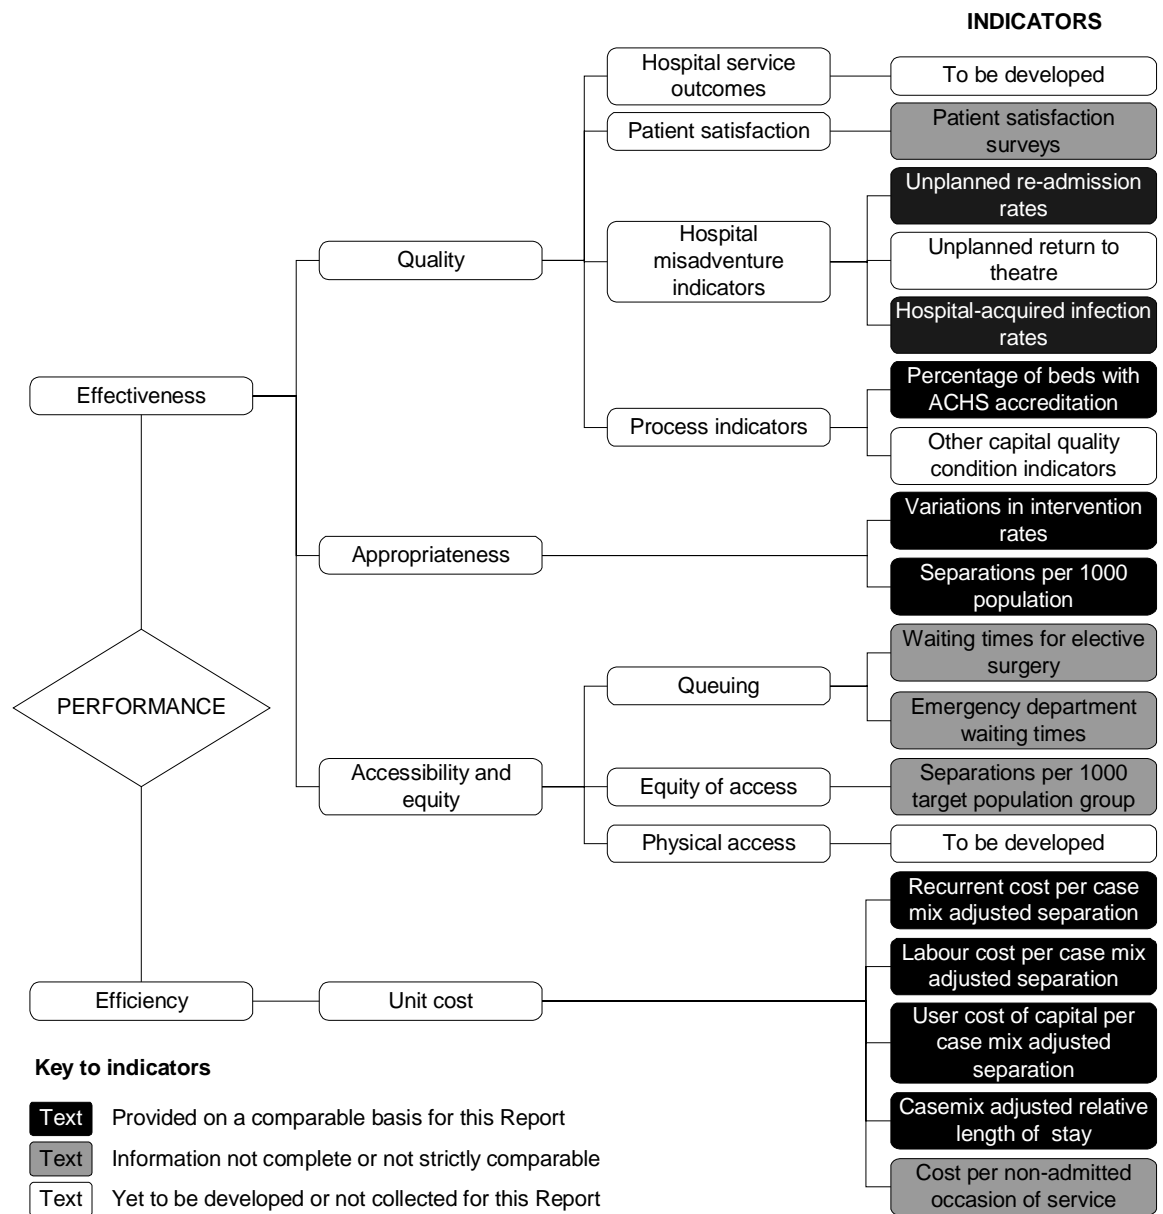 INDICATORS
Hospital service
outcomes
To be developed
Patient satisfaction
Patient satisfaction
surveys
Unplanned re-admission
rates
Quality
Hospital
misadventure
indicators
Unplanned return to
theatre
Hospital-acquired infection
rates
Effectiveness
Percentage of beds with
ACHS accreditation
Process indicators
Other capital quality
condition indicators
Variations in intervention
rates
Appropriateness
Separations per 1000
population
Waiting times for elective
surgery
Queuing
PERFORMANCE
Emergency department
waiting times
Accessibility and
equity
Equity of access
Separations per 1000
target population group
Physical access
To be developed
Recurrent cost per case
mix adjusted separation
Labour cost per case mix
adjusted separation
Efficiency
Unit cost
User cost of capital per
case mix adjusted
separation
Casemix adjusted relative
length of stay
Cost per non-admitted
occasion of service
Key to indicators
Text Provided on a comparable basis for this Report
Text Information not complete or not strictly comparable
Text Yet to be developed or not collected for this Report